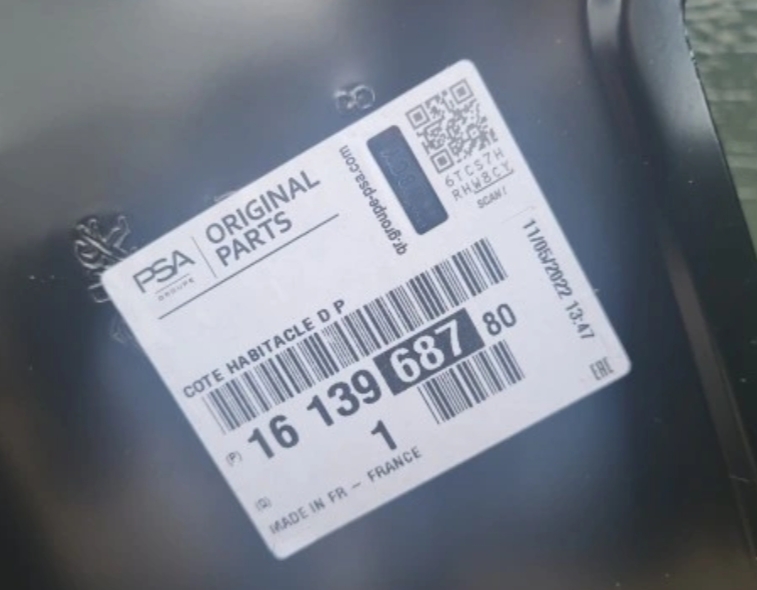 PSA
GROUPE
ORIGINAL
PARTS
qr.groupe-psa.com
6TCS7H
RHW8CY
SCAN!
11/05/2022 13:47
COTE HABITACLE D P
(P) 16 139 687 80
(Q) 1
MADE IN FR - FRANCE
EAC